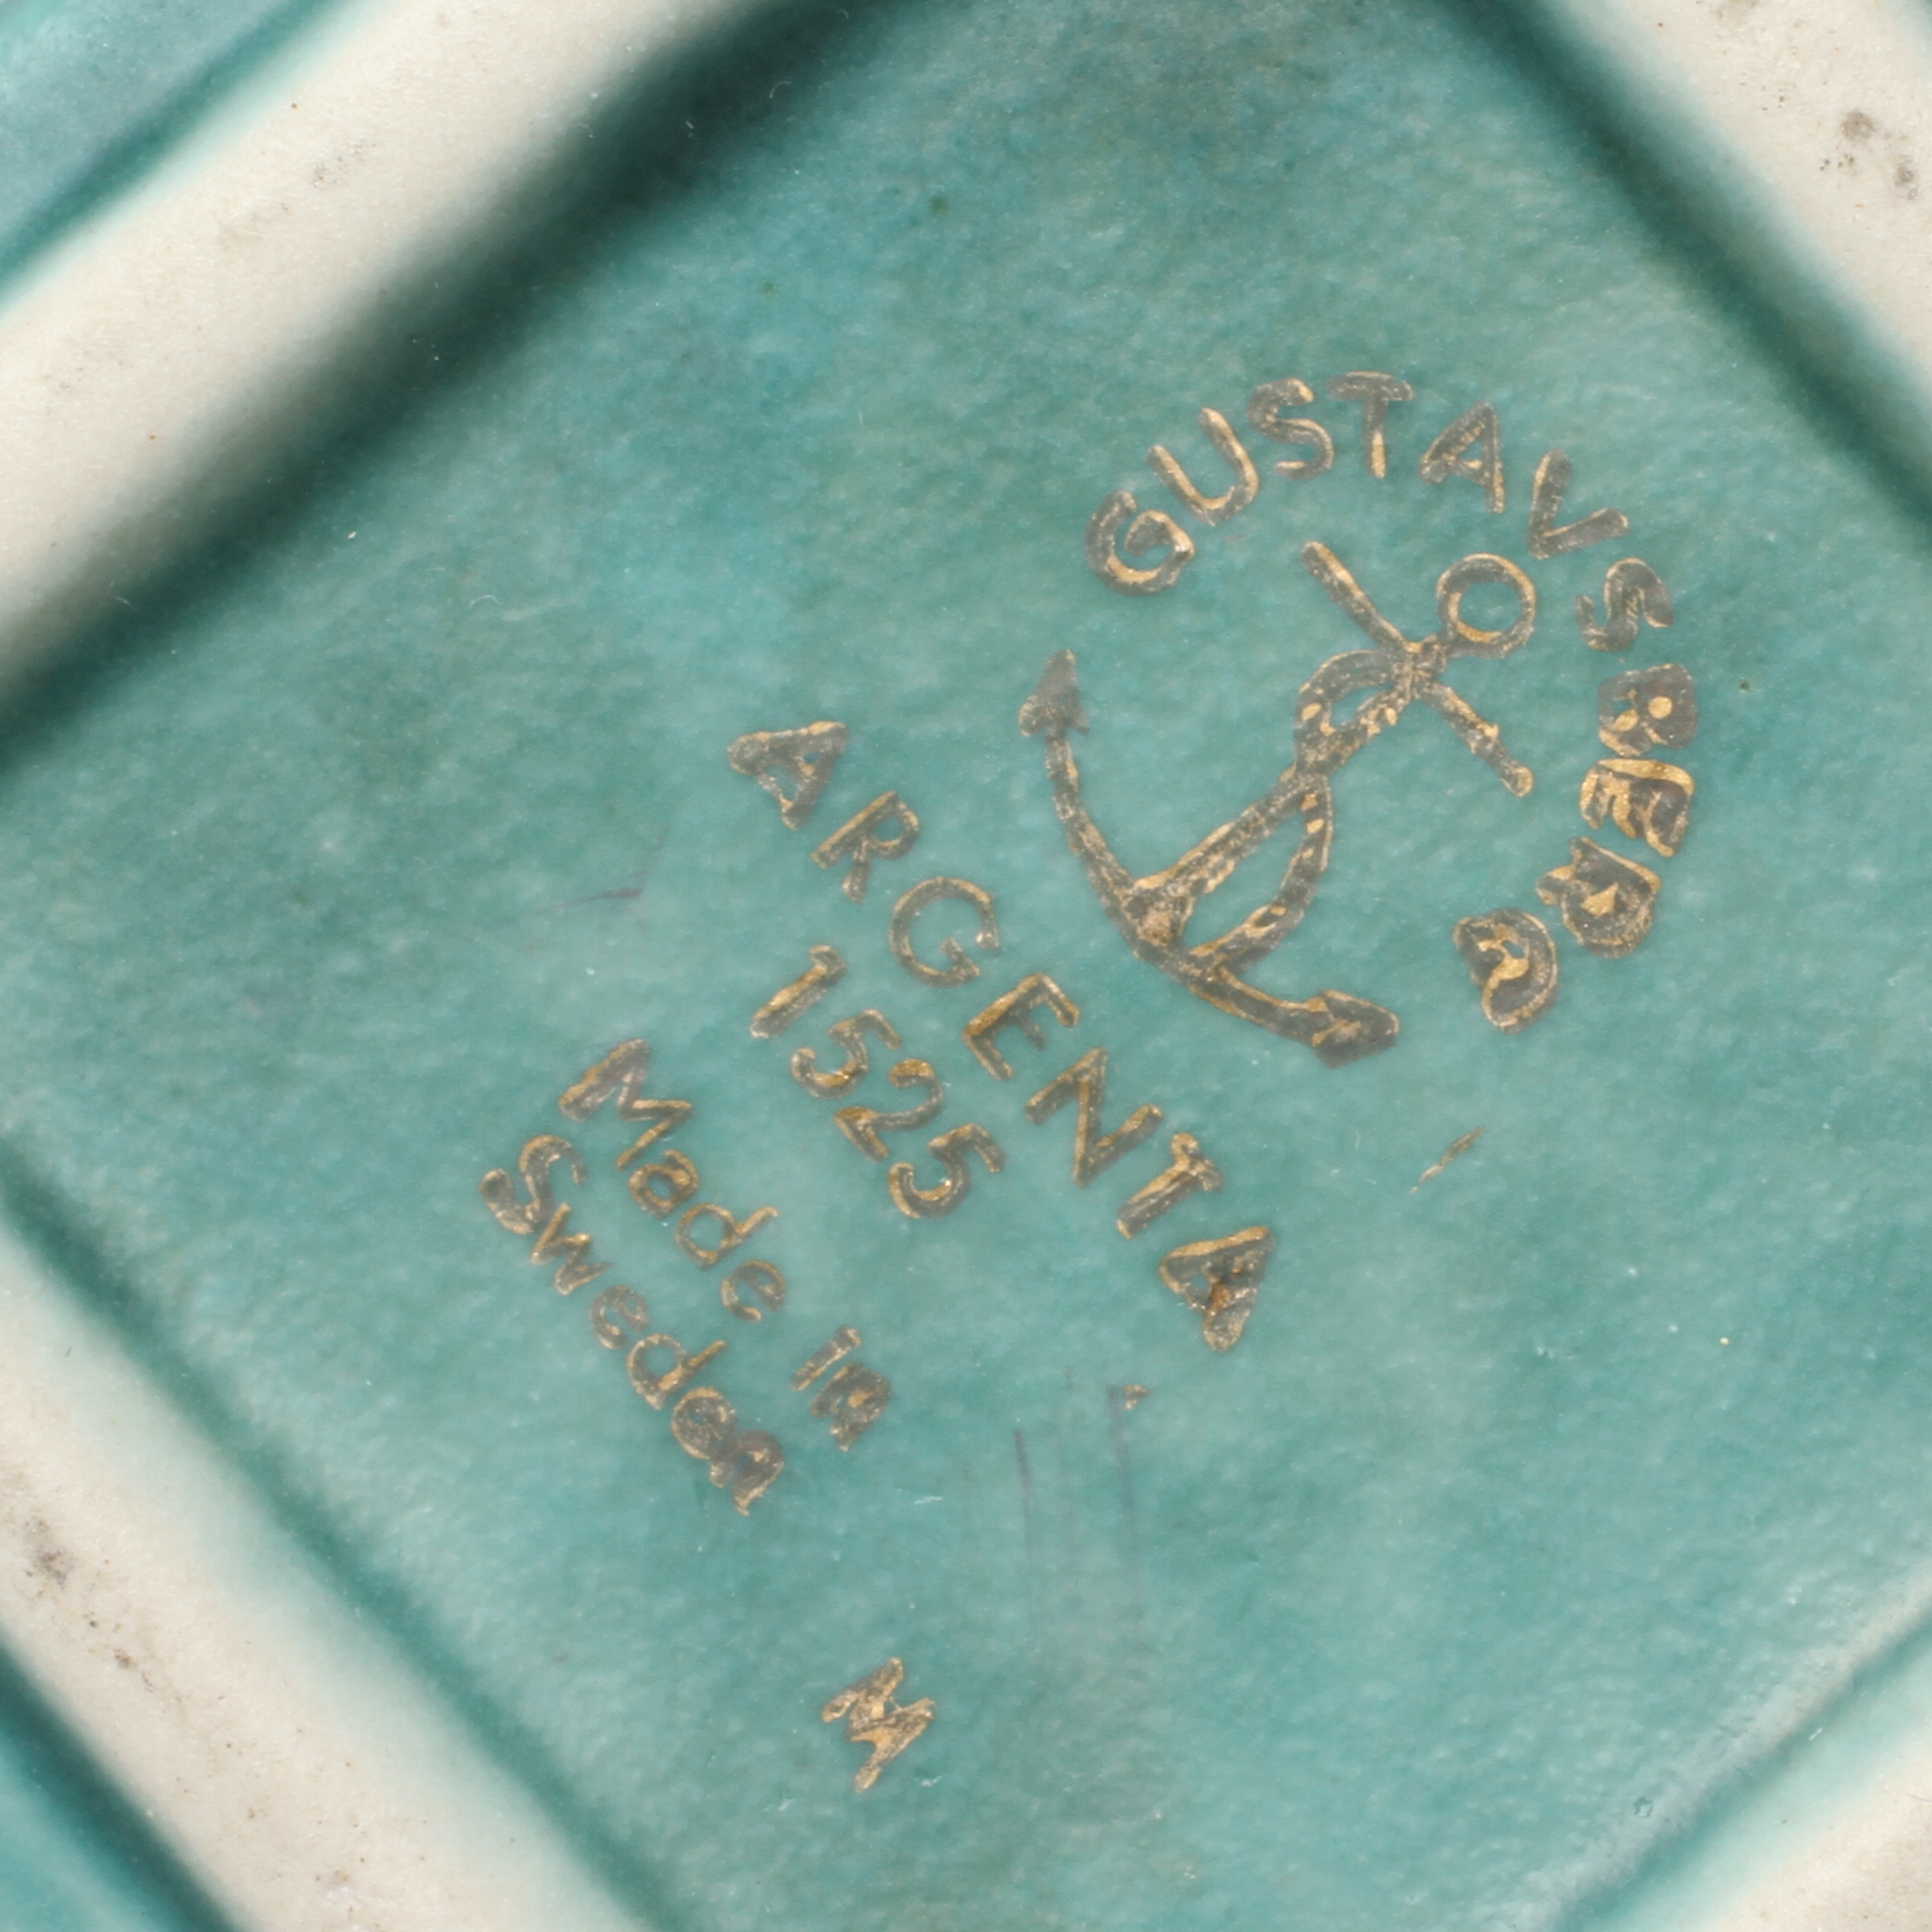 GUSTAVSBERG
ARGENTA
1525
Made in
Sweden
M